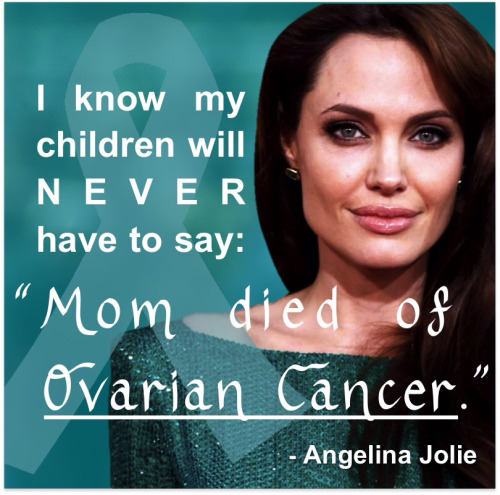 I know my
children will
N E V E R
have to say:
“Mom died of
Ovarian Cancer.”
- Angelina Jolie